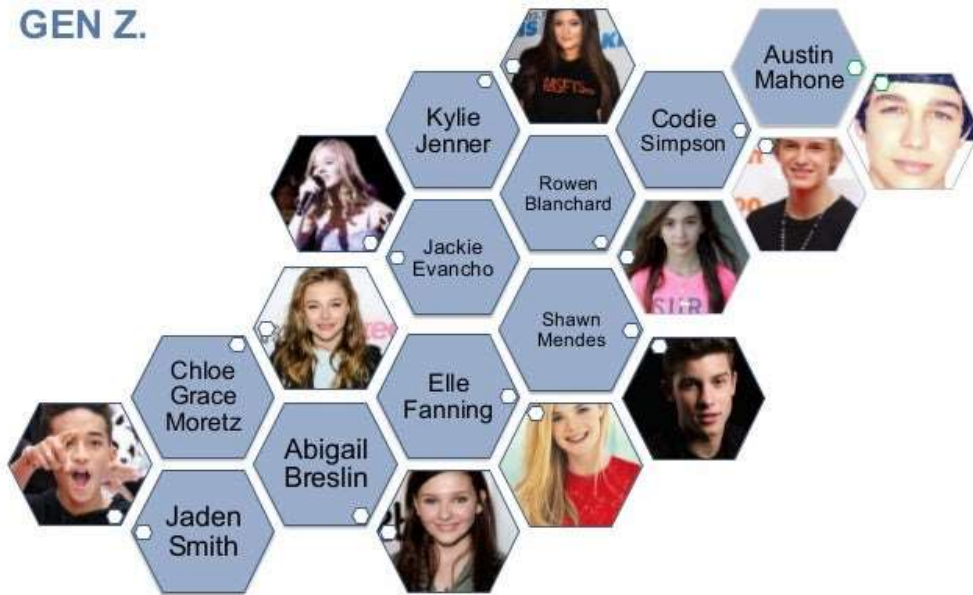 GEN Z.
Austin
Mahone
Kylie
Jenner
Codie
Simpson
Rowen
Blanchard
Jackie
Evancho
Shawn
Mendes
Chloe
Grace
Moretz
Elle
Fanning
Abigail
Breslin
Jaden
Smith